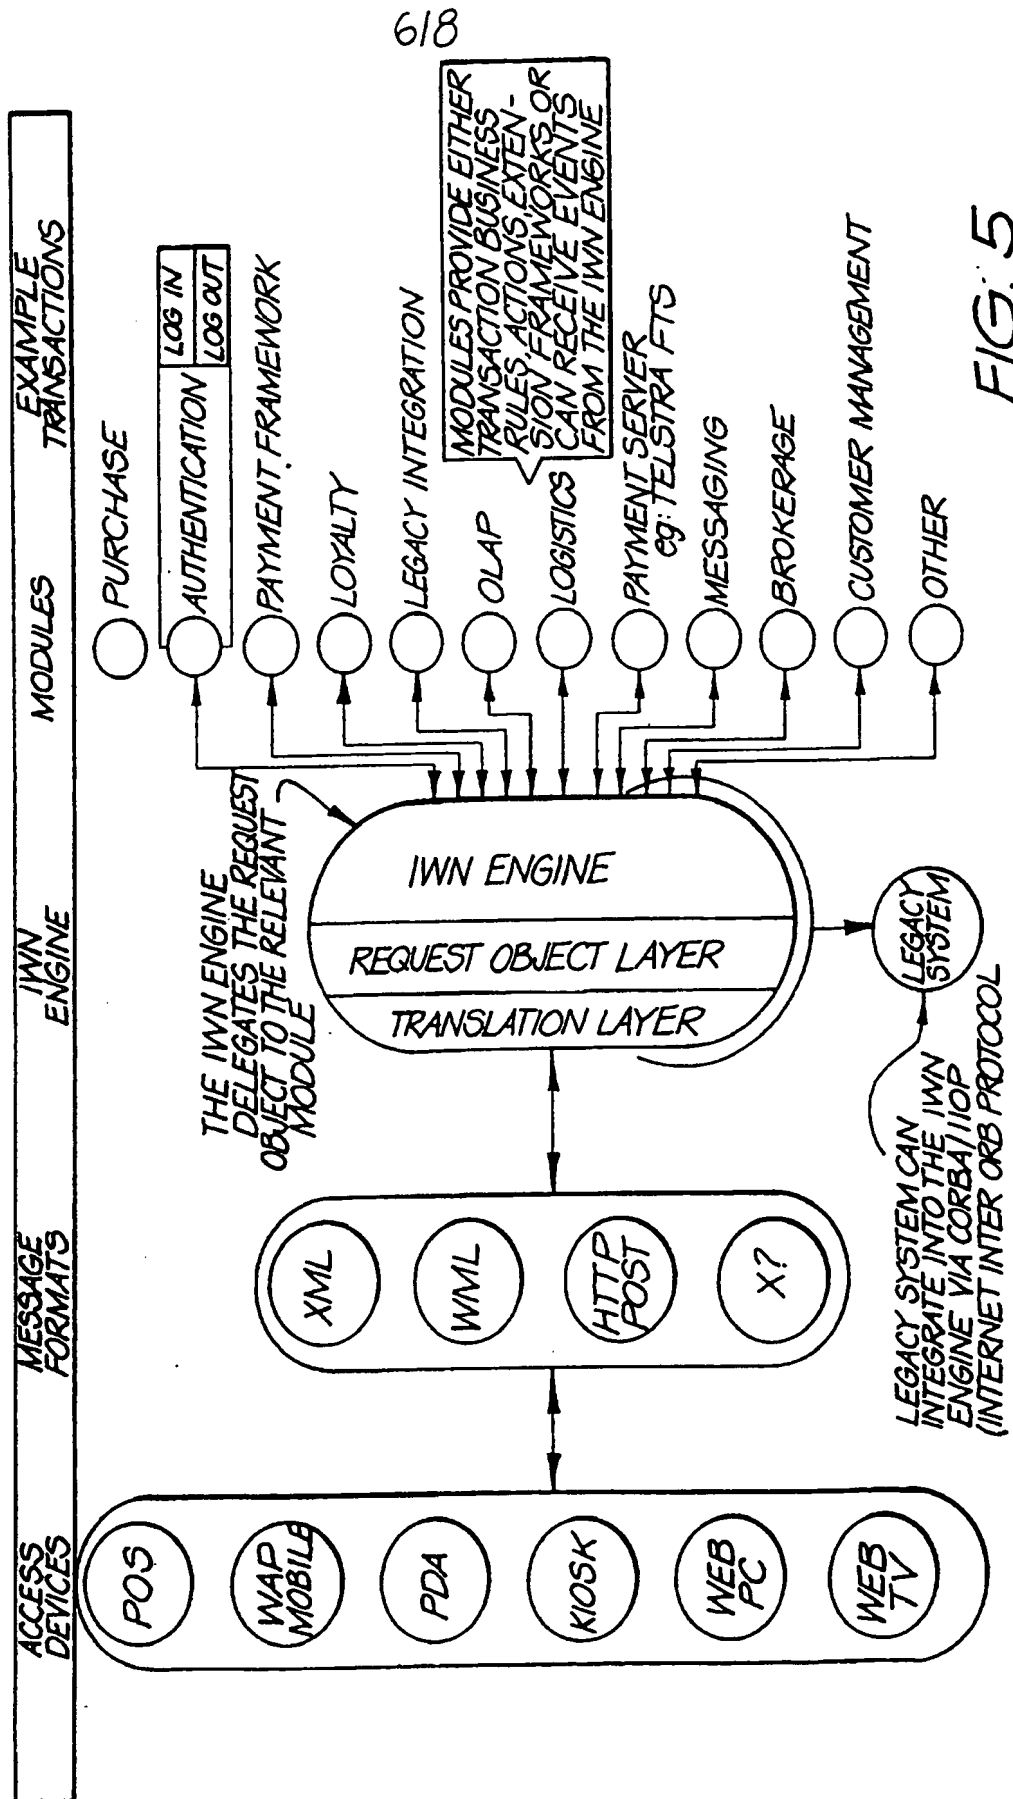 6/8
ACCESS
DEVICES
MESSAGE
FORMATS
IWN
ENGINE
MODULES
EXAMPLE
TRANSACTIONS
POS
WAP
MOBILE
PDA
KIOSK
WEB
PC
WEB
TV
XML
WML
HTTP
POST
X?
THE IWN ENGINE
DELEGATES THE REQUEST
OBJECT TO THE RELEVANT
MODULE
IWN ENGINE
REQUEST OBJECT LAYER
TRANSLATION LAYER
LEGACY
SYSTEM
LEGACY SYSTEM CAN
INTEGRATE INTO THE IWN
ENGINE VIA CORBA/IIOP
(INTERNET INTER ORB PROTOCOL
PURCHASE
AUTHENTICATION
LOG IN
LOG OUT
PAYMENT FRAMEWORK
LOYALTY
LEGACY INTEGRATION
OLAP
LOGISTICS
PAYMENT SERVER
eg: TELSTRA FTS
MESSAGING
BROKERAGE
CUSTOMER MANAGEMENT
OTHER
MODULES PROVIDE EITHER
TRANSACTION BUSINESS
RULES, ACTIONS, EXTEN-
SION FRAMEWORKS, OR
CAN RECEIVE EVENTS
FROM THE IWN ENGINE
FIG. 5